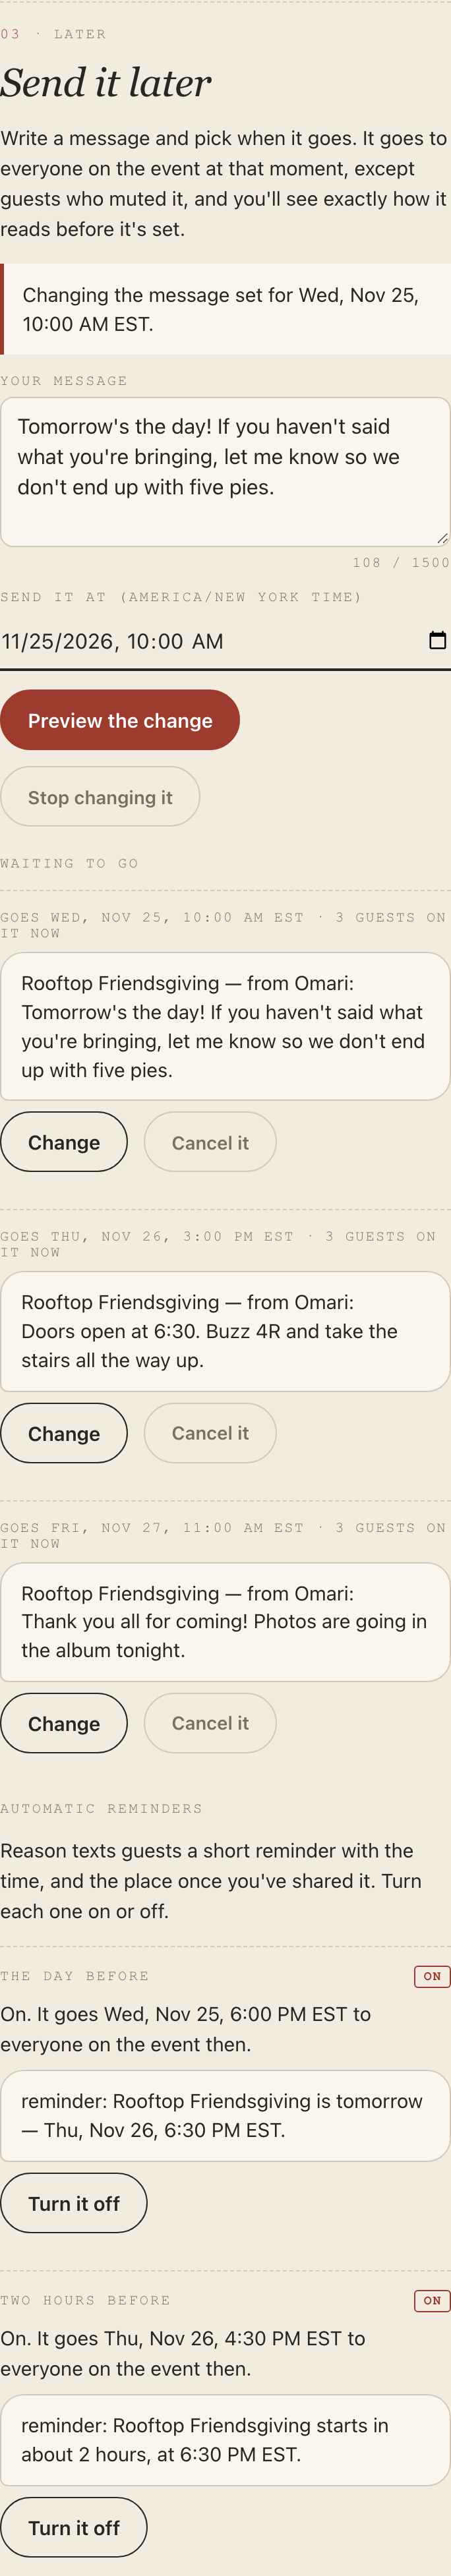 03 · LATER
Send it later
Write a message and pick when it goes. It goes to
everyone on the event at that moment, except
guests who muted it, and you'll see exactly how it
reads before it's set.
Changing the message set for Wed, Nov 25,
10:00 AM EST.
YOUR MESSAGE
Tomorrow's the day! If you haven't said
what you're bringing, let me know so we
don't end up with five pies.
108 / 1500
SEND IT AT (AMERICA/NEW YORK TIME)
11/25/2026, 10:00 AM
Preview the change
Stop changing it
WAITING TO GO
GOES WED, NOV 25, 10:00 AM EST · 3 GUESTS ON
IT NOW
Rooftop Friendsgiving — from Omari:
Tomorrow's the day! If you haven't said what
you're bringing, let me know so we don't end
up with five pies.
Change Cancel it
GOES THU, NOV 26, 3:00 PM EST · 3 GUESTS ON
IT NOW
Rooftop Friendsgiving — from Omari:
Doors open at 6:30. Buzz 4R and take the
stairs all the way up.
Change Cancel it
GOES FRI, NOV 27, 11:00 AM EST · 3 GUESTS ON
IT NOW
Rooftop Friendsgiving — from Omari:
Thank you all for coming! Photos are going in
the album tonight.
Change Cancel it
AUTOMATIC REMINDERS
Reason texts guests a short reminder with the
time, and the place once you've shared it. Turn
each one on or off.
THE DAY BEFORE ON
On. It goes Wed, Nov 25, 6:00 PM EST to
everyone on the event then.
reminder: Rooftop Friendsgiving is tomorrow
— Thu, Nov 26, 6:30 PM EST.
Turn it off
TWO HOURS BEFORE ON
On. It goes Thu, Nov 26, 4:30 PM EST to
everyone on the event then.
reminder: Rooftop Friendsgiving starts in
about 2 hours, at 6:30 PM EST.
Turn it off